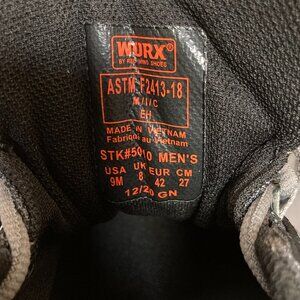 WORX®
BY RED WING SHOES
ASTM F2413-18
M/I/C
EH
MADE IN VIETNAM
Fabriqué au Vietnam
STK#5010 MEN'S
USA UK EUR CM
9M 8 42 27
12/20 GN